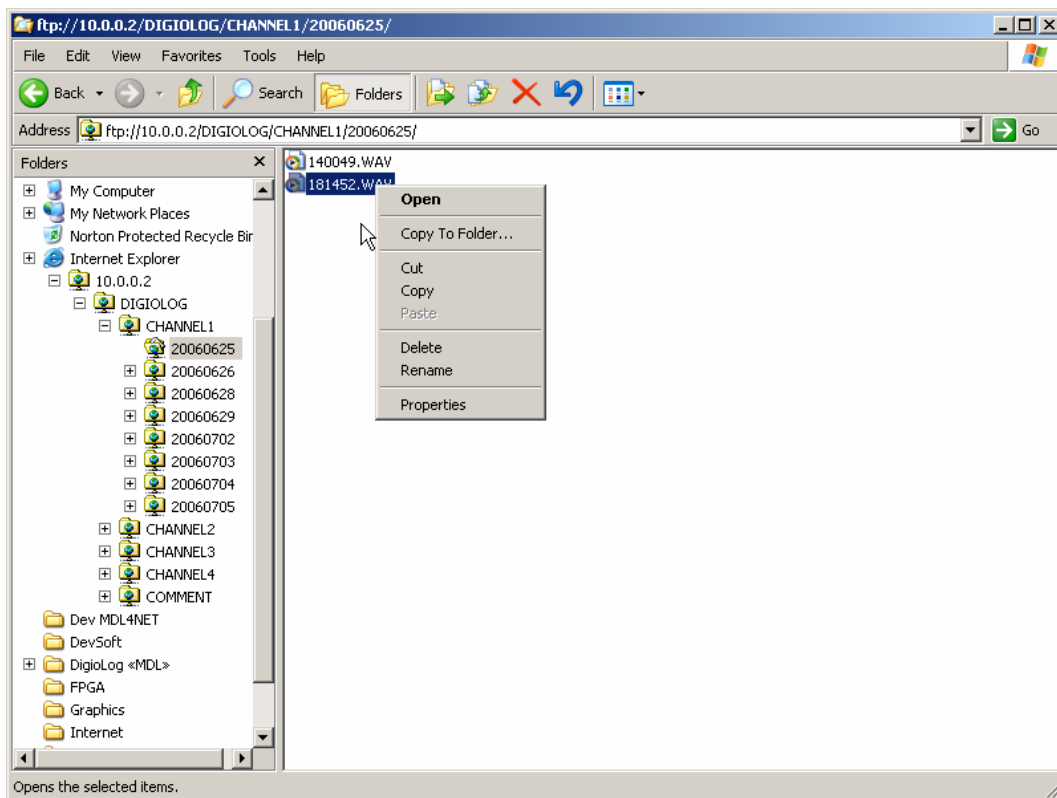 ftp://10.0.0.2/DIGIOLOG/CHANNEL1/20060625/
File Edit View Favorites Tools Help
Back Search Folders
Address ftp://10.0.0.2/DIGIOLOG/CHANNEL1/20060625/ Go
Folders
My Computer
My Network Places
Norton Protected Recycle Bir
Internet Explorer
10.0.0.2
DIGIOLOG
CHANNEL1
20060625
20060626
20060628
20060629
20060702
20060703
20060704
20060705
CHANNEL2
CHANNEL3
CHANNEL4
COMMENT
Dev MDL4NET
DevSoft
DigioLog «MDL»
FPGA
Graphics
Internet
140049.WAV
181452.WAV
Open
Copy To Folder...
Cut
Copy
Paste
Delete
Rename
Properties
Opens the selected items.